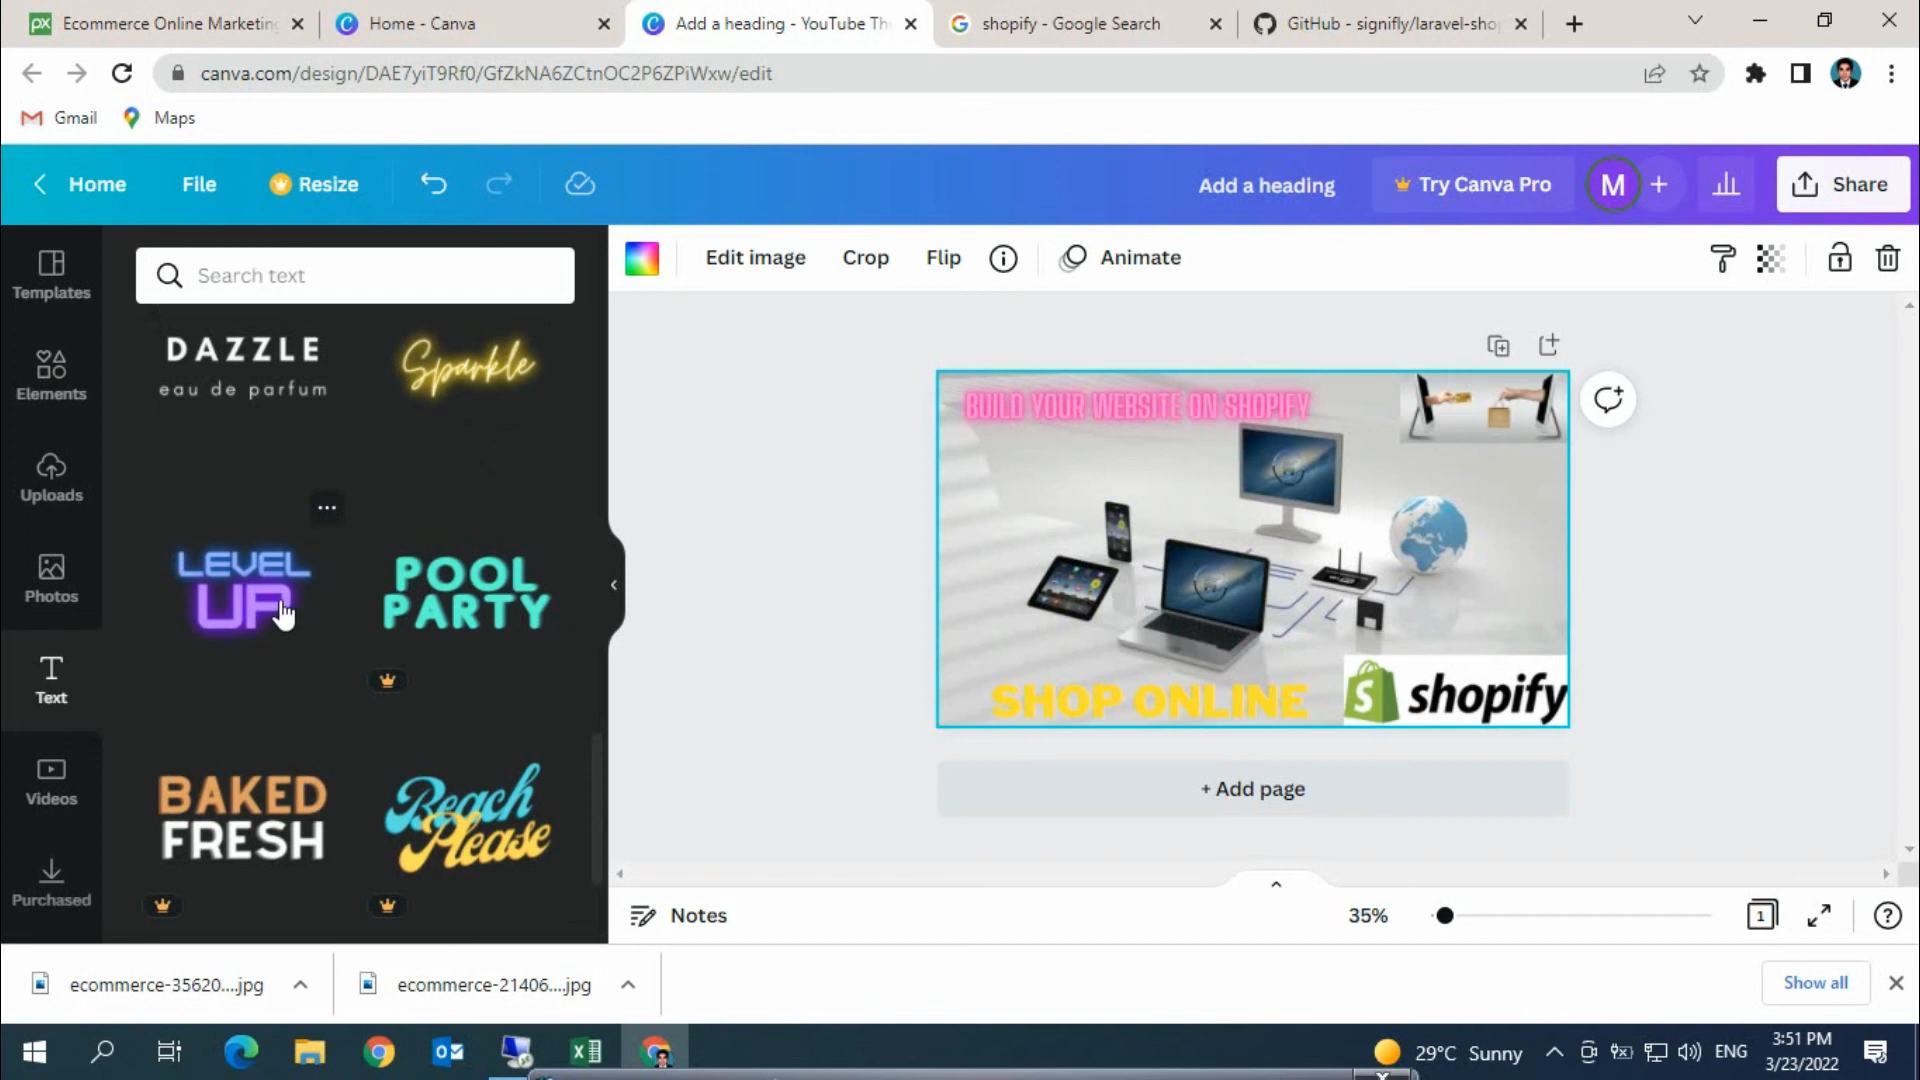 Ecommerce Online Marketing
Home - Canva
Add a heading - YouTube Th
shopify - Google Search
GitHub - signifly/laravel-shop
canva.com/design/DAE7yiT9Rf0/GfZkNA6ZCtnOC2P6ZPiWxw/edit
Gmail
Maps
Home
File
Resize
Add a heading
Try Canva Pro
M
Share
Templates
Elements
Uploads
Photos
Text
Videos
Purchased
Search text
DAZZLE
eau de parfum
Sparkle
LEVEL
UP
POOL
PARTY
BAKED
FRESH
Beach
Please
Edit image
Crop
Flip
Animate
BUILD YOUR WEBSITE ON SHOPIFY
SHOP ONLINE
shopify
+ Add page
Notes
35%
1
ecommerce-35620....jpg
ecommerce-21406....jpg
Show all
29°C Sunny
ENG
3:51 PM
3/23/2022